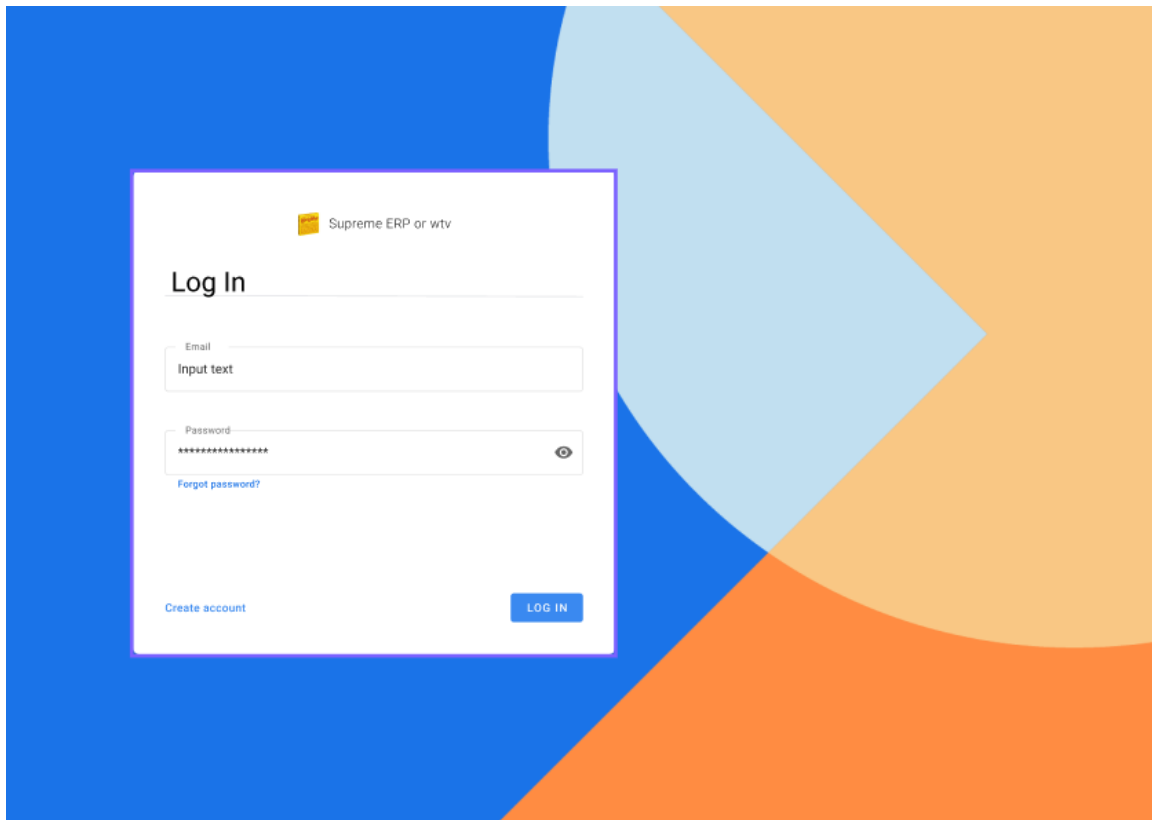 Supreme ERP or wtv
Log In
Email
Input text
Password
****************
Forgot password?
Create account
LOG IN